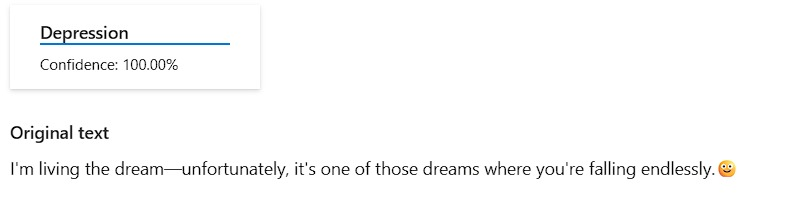 Depression
Confidence: 100.00%
Original text
I'm living the dream—unfortunately, it's one of those dreams where you're falling endlessly.🙂